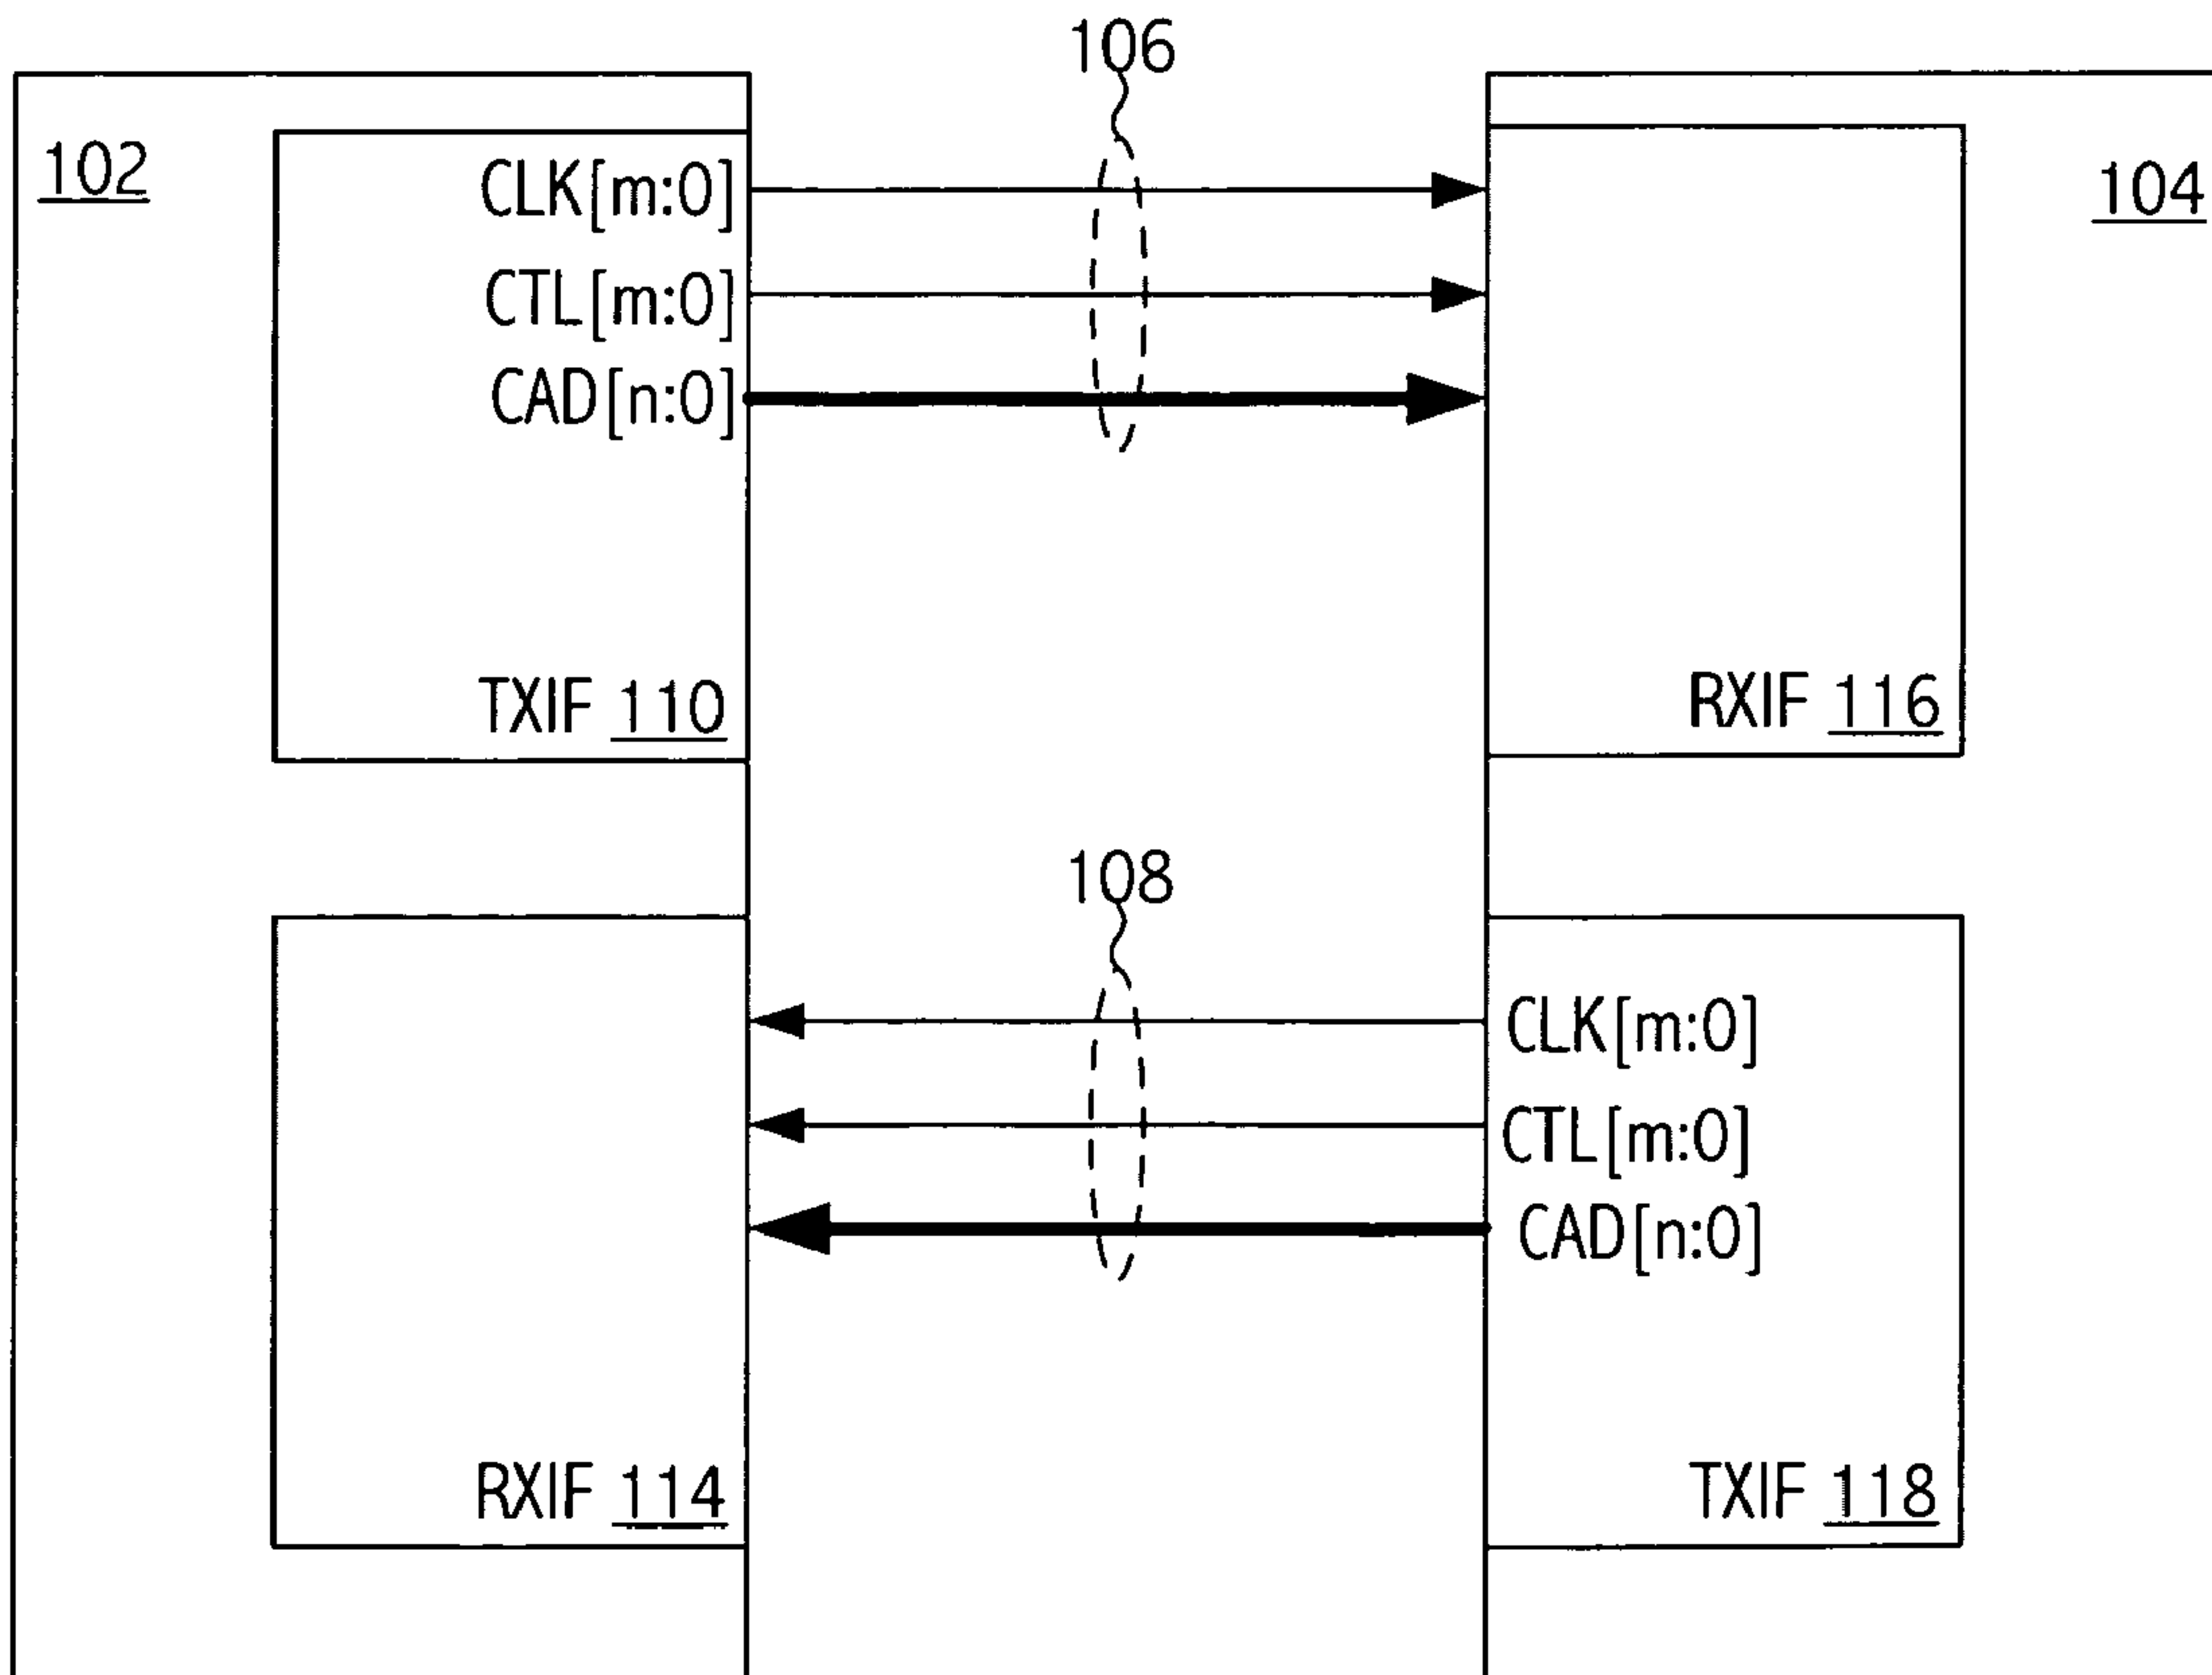 106
102
104
CLK[m:0]
CTL[m:0]
CAD[n:0]
TXIF 110
RXIF 116
108
CLK[m:0]
CTL[m:0]
CAD[n:0]
RXIF 114
TXIF 118